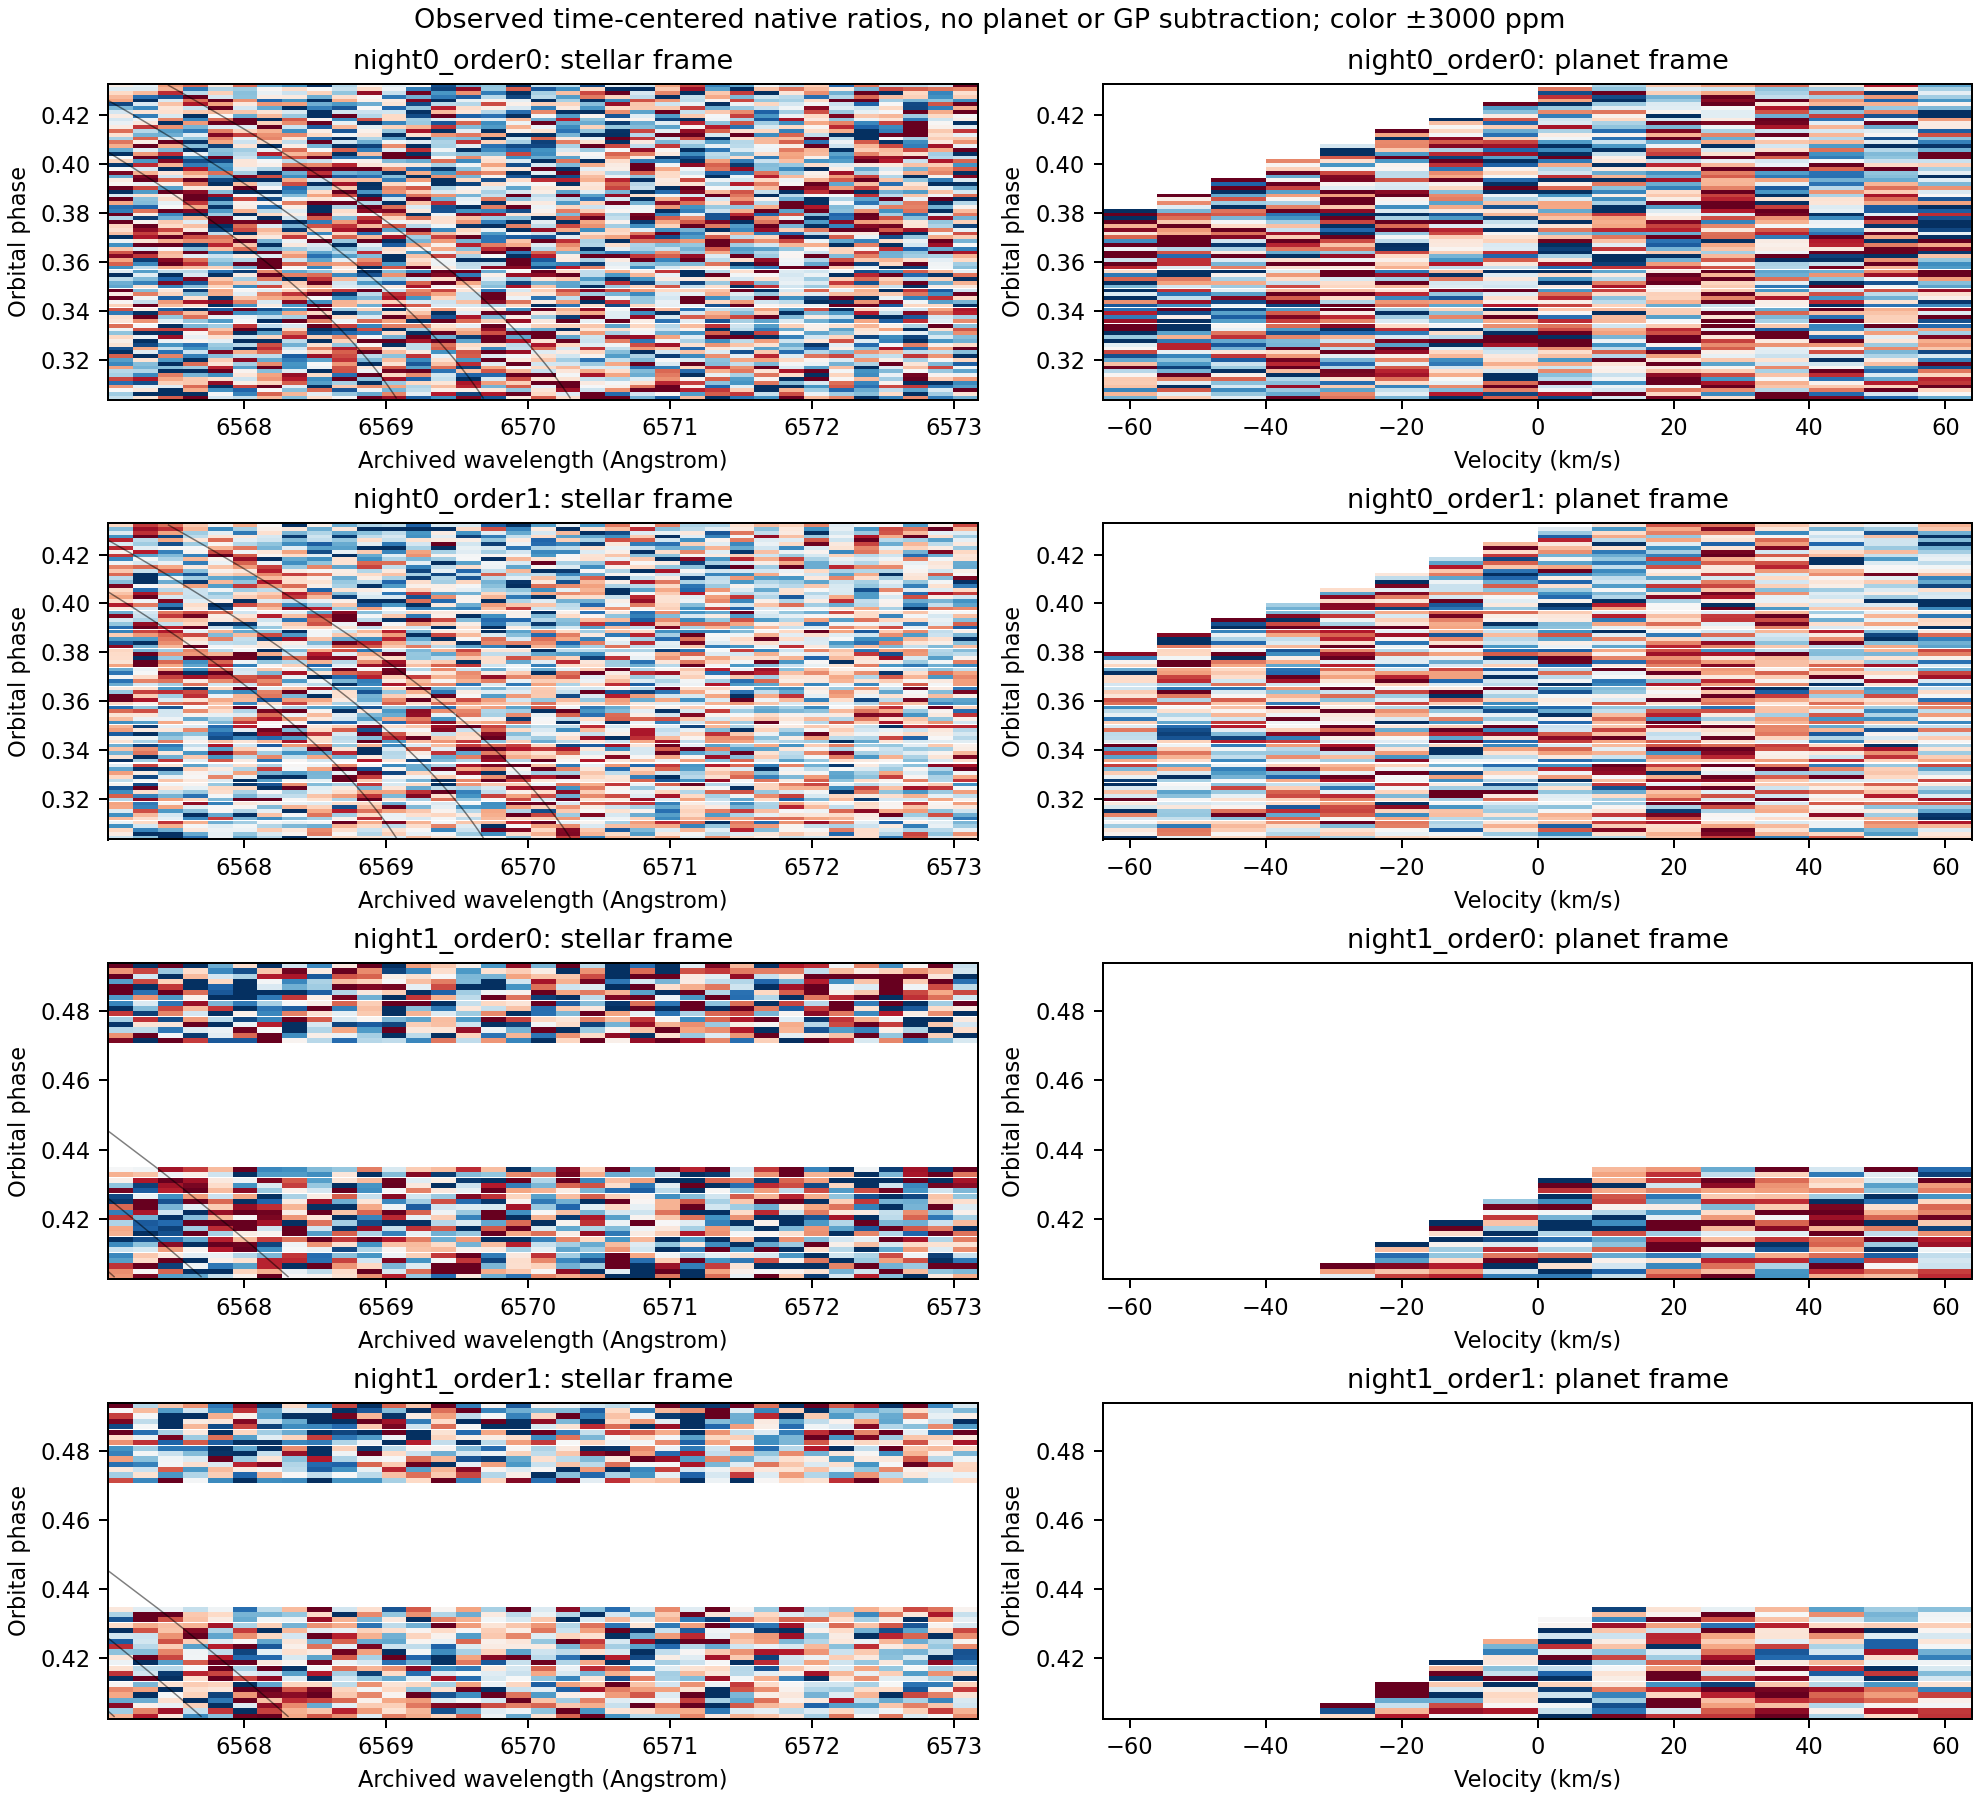 Observed time-centered native ratios, no planet or GP subtraction; color ±3000 ppm
night0_order0: stellar frame
0.42
0.40
0.38
0.36
0.34
0.32
Orbital phase
6568 6569 6570 6571 6572 6573
Archived wavelength (Angstrom)
night0_order0: planet frame
0.42
0.40
0.38
0.36
0.34
0.32
Orbital phase
−60 −40 −20 0 20 40 60
Velocity (km/s)
night0_order1: stellar frame
0.42
0.40
0.38
0.36
0.34
0.32
Orbital phase
6568 6569 6570 6571 6572 6573
Archived wavelength (Angstrom)
night0_order1: planet frame
0.42
0.40
0.38
0.36
0.34
0.32
Orbital phase
−60 −40 −20 0 20 40 60
Velocity (km/s)
night1_order0: stellar frame
0.48
0.46
0.44
0.42
Orbital phase
6568 6569 6570 6571 6572 6573
Archived wavelength (Angstrom)
night1_order0: planet frame
0.48
0.46
0.44
0.42
Orbital phase
−60 −40 −20 0 20 40 60
Velocity (km/s)
night1_order1: stellar frame
0.48
0.46
0.44
0.42
Orbital phase
6568 6569 6570 6571 6572 6573
Archived wavelength (Angstrom)
night1_order1: planet frame
0.48
0.46
0.44
0.42
Orbital phase
−60 −40 −20 0 20 40 60
Velocity (km/s)